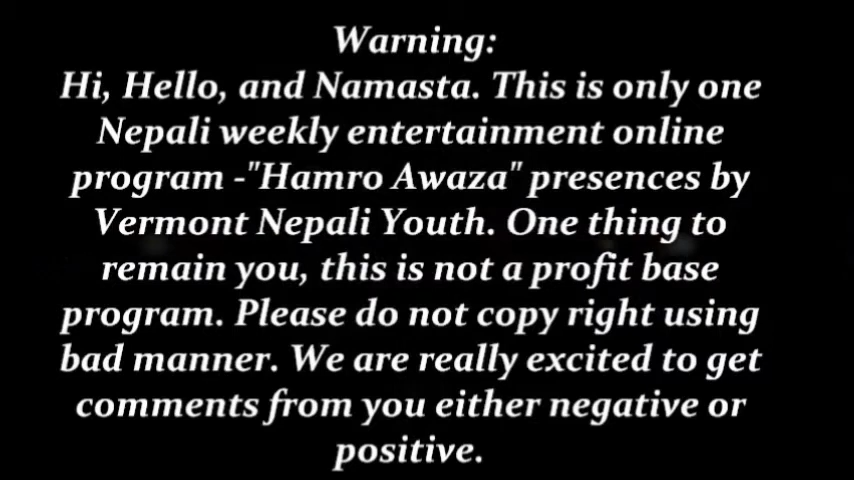 Warning:
Hi, Hello, and Namasta. This is only one
Nepali weekly entertainment online
program -"Hamro Awaza" presences by
Vermont Nepali Youth. One thing to
remain you, this is not a profit base
program. Please do not copy right using
bad manner. We are really excited to get
comments from you either negative or
positive.